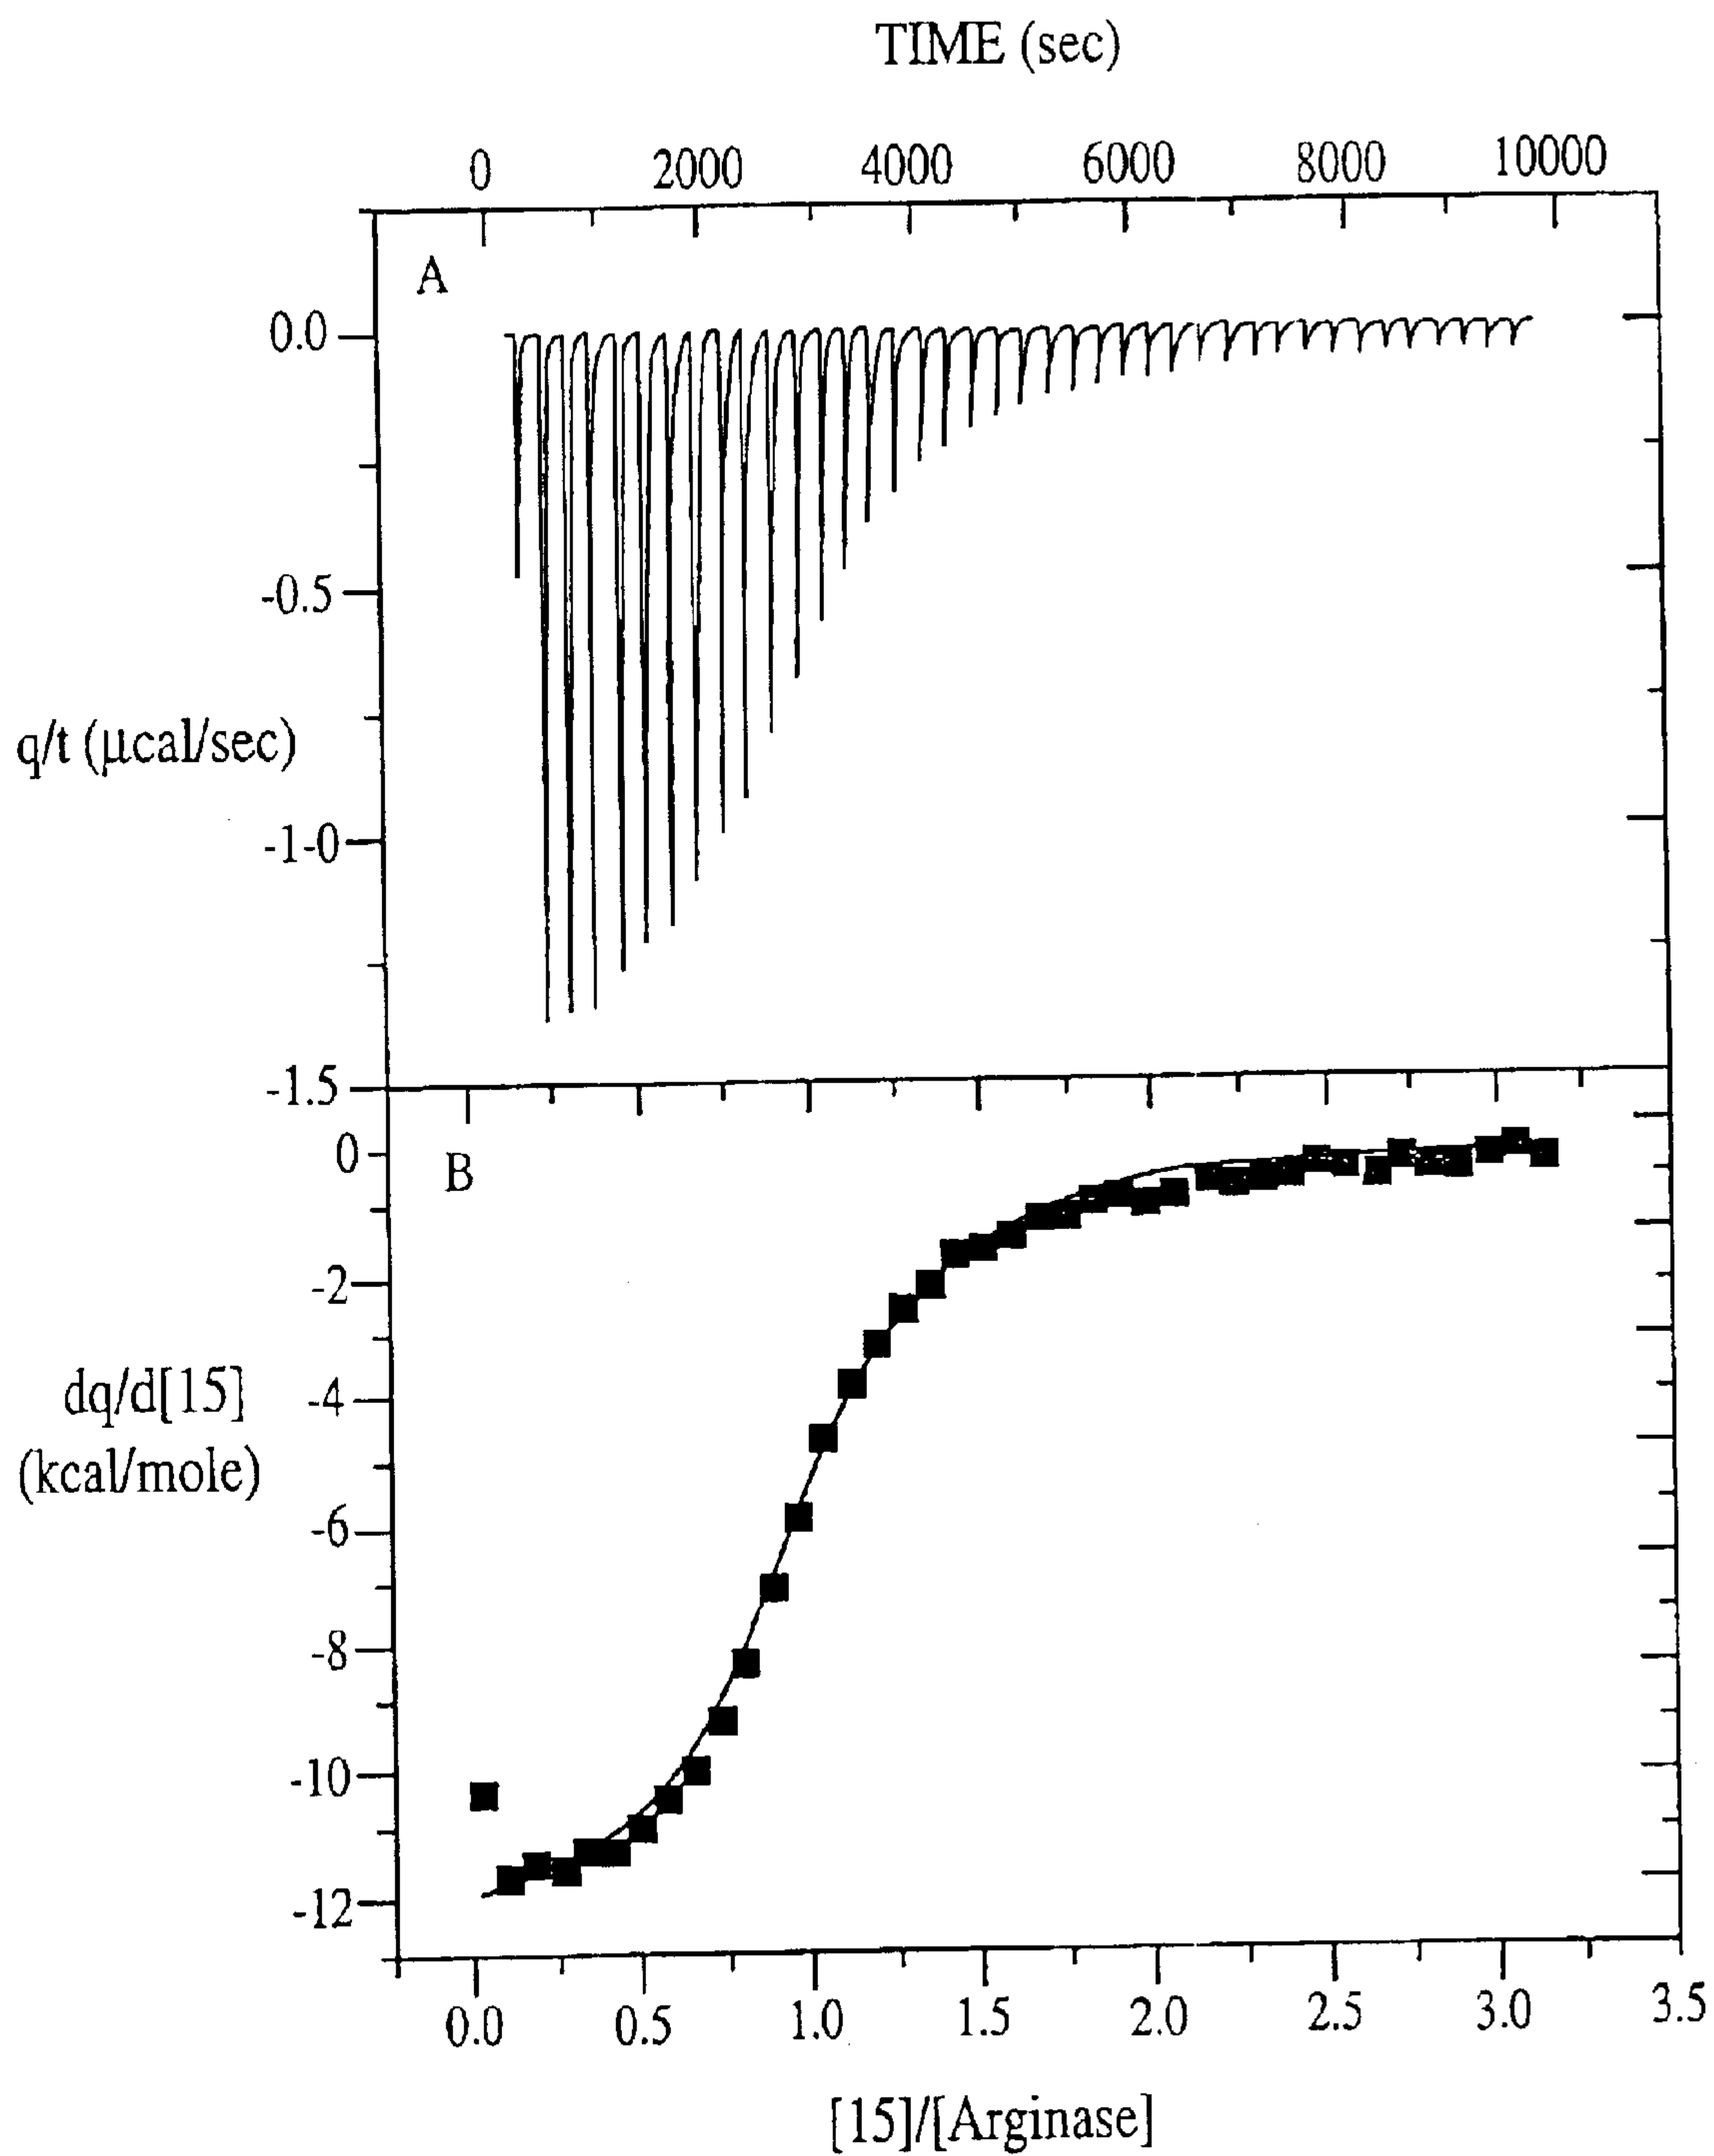 TIME (sec)
0 2000 4000 6000 8000 10000
A
0.0
-0.5
q/t (μcal/sec)
-1-0
-1.5
0
B
-2
dq/d[15]
-4
(kcal/mole)
-6
-8
-10
-12
0.0 0.5 1.0 1.5 2.0 2.5 3.0 3.5
[15]/[Arginase]